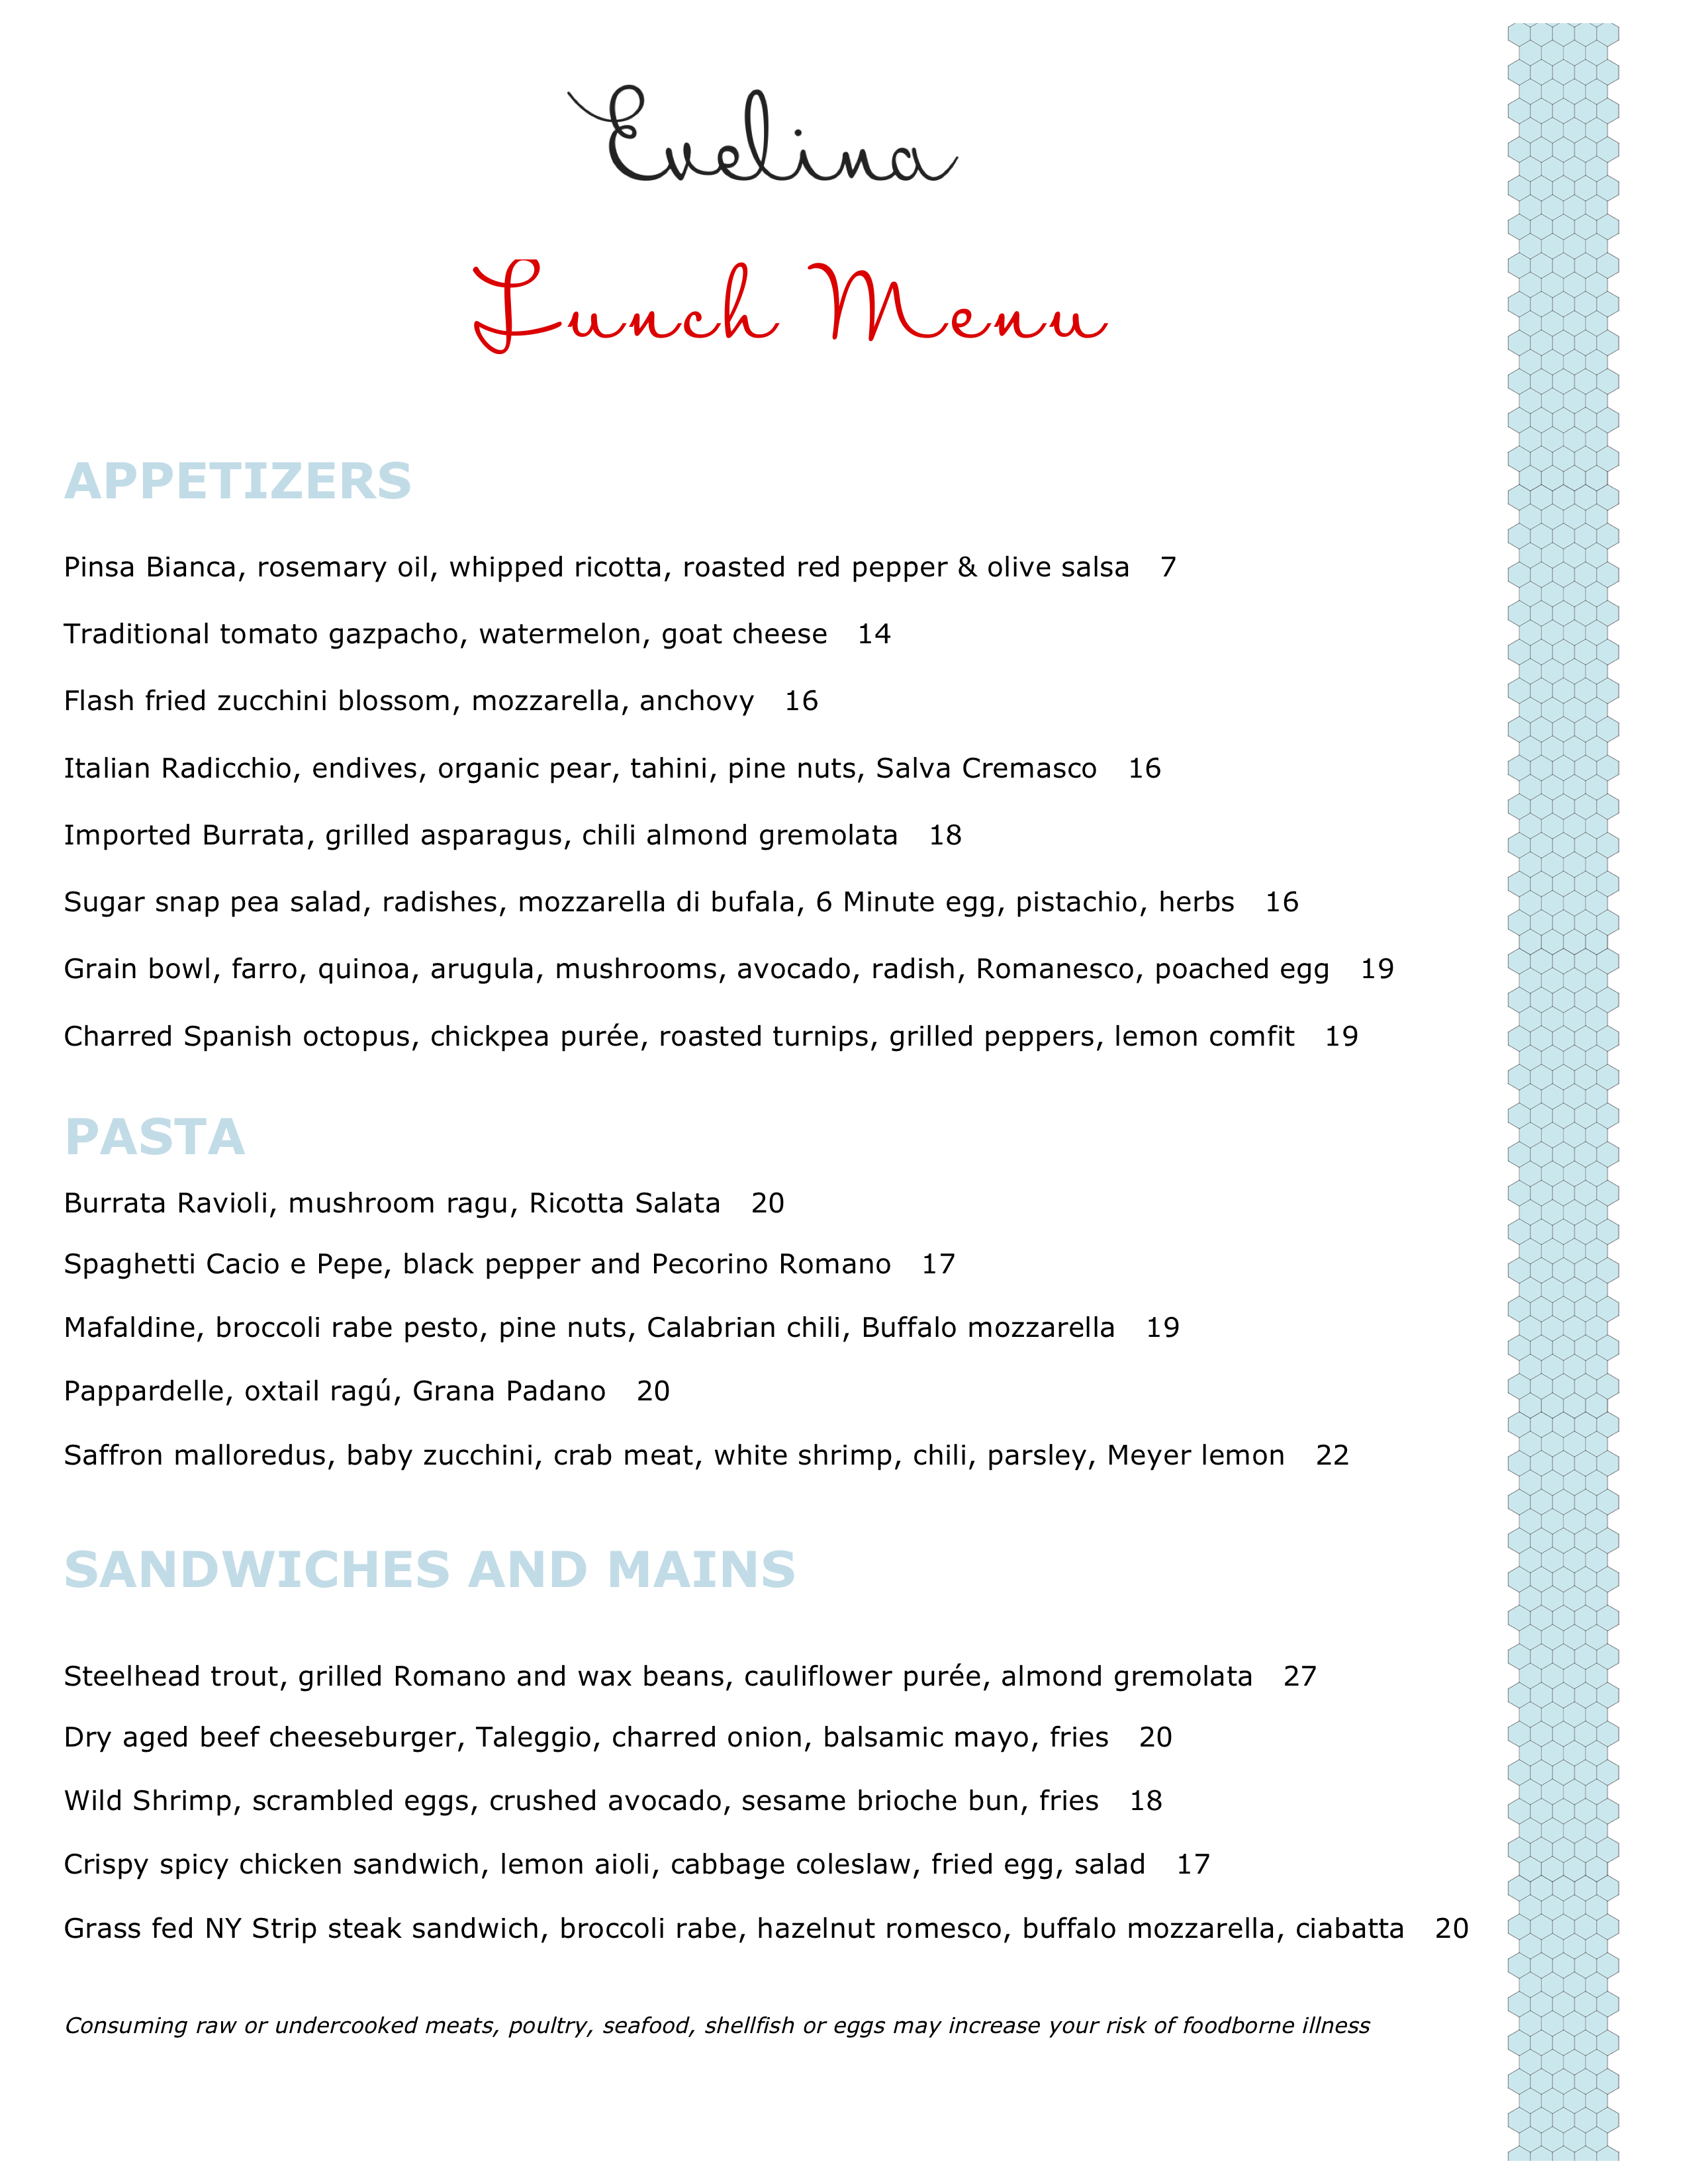 Evelina
Lunch Menu
APPETIZERS
Pinsa Bianca, rosemary oil, whipped ricotta, roasted red pepper & olive salsa 7
Traditional tomato gazpacho, watermelon, goat cheese 14
Flash fried zucchini blossom, mozzarella, anchovy 16
Italian Radicchio, endives, organic pear, tahini, pine nuts, Salva Cremasco 16
Imported Burrata, grilled asparagus, chili almond gremolata 18
Sugar snap pea salad, radishes, mozzarella di bufala, 6 Minute egg, pistachio, herbs 16
Grain bowl, farro, quinoa, arugula, mushrooms, avocado, radish, Romanesco, poached egg 19
Charred Spanish octopus, chickpea purée, roasted turnips, grilled peppers, lemon comfit 19
PASTA
Burrata Ravioli, mushroom ragu, Ricotta Salata 20
Spaghetti Cacio e Pepe, black pepper and Pecorino Romano 17
Mafaldine, broccoli rabe pesto, pine nuts, Calabrian chili, Buffalo mozzarella 19
Pappardelle, oxtail ragú, Grana Padano 20
Saffron malloredus, baby zucchini, crab meat, white shrimp, chili, parsley, Meyer lemon 22
SANDWICHES AND MAINS
Steelhead trout, grilled Romano and wax beans, cauliflower purée, almond gremolata 27
Dry aged beef cheeseburger, Taleggio, charred onion, balsamic mayo, fries 20
Wild Shrimp, scrambled eggs, crushed avocado, sesame brioche bun, fries 18
Crispy spicy chicken sandwich, lemon aioli, cabbage coleslaw, fried egg, salad 17
Grass fed NY Strip steak sandwich, broccoli rabe, hazelnut romesco, buffalo mozzarella, ciabatta 20
Consuming raw or undercooked meats, poultry, seafood, shellfish or eggs may increase your risk of foodborne illness